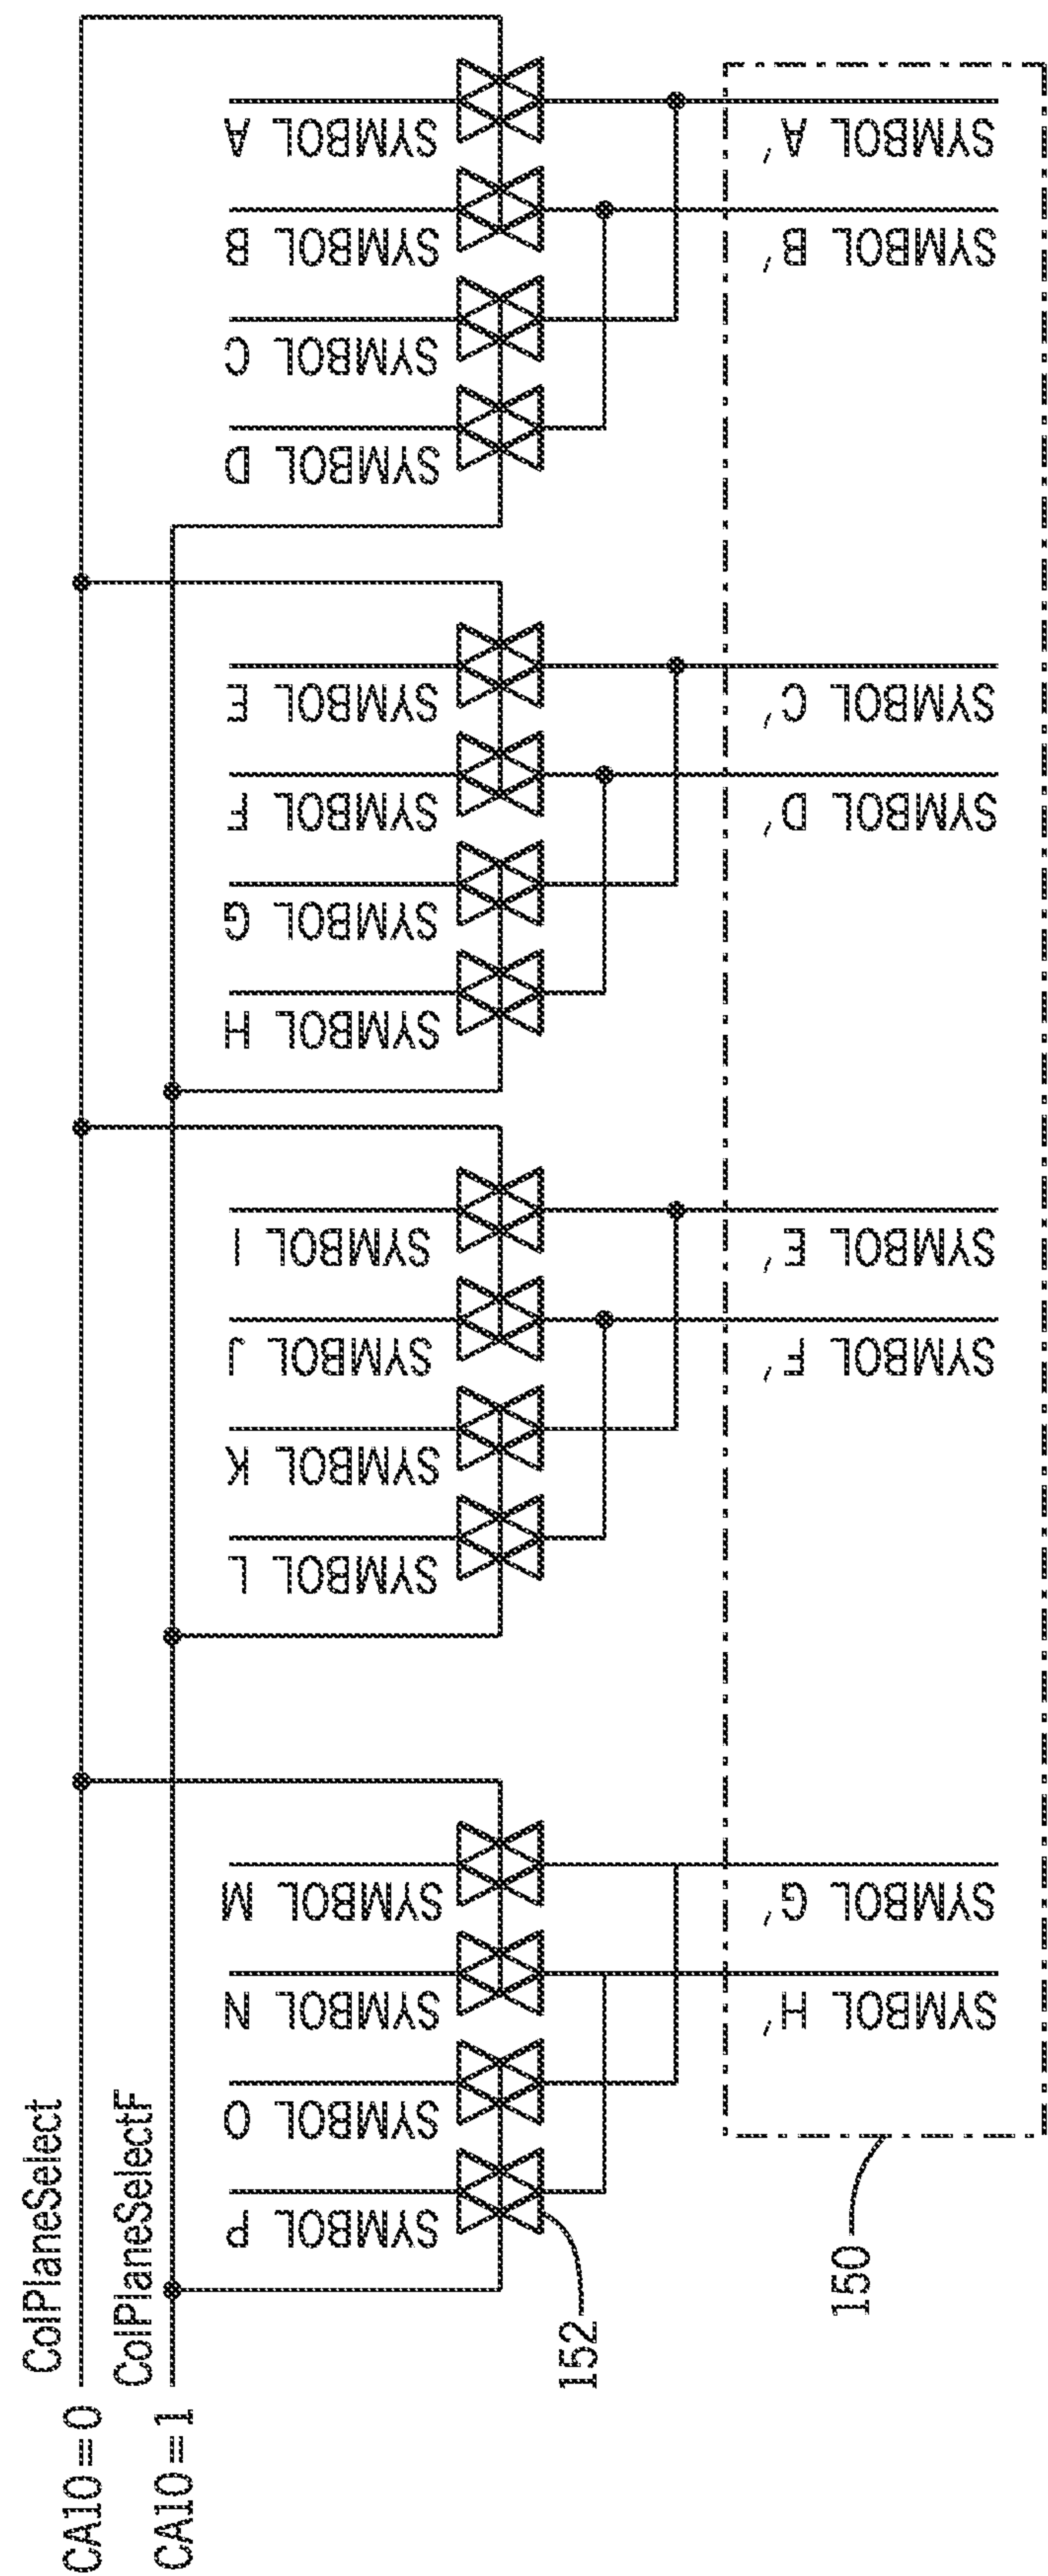 CA10=0 ColPlaneSelect
CA10=1 ColPlaneSelectF
SYMBOL P
SYMBOL O
SYMBOL N
SYMBOL M
SYMBOL L
SYMBOL K
SYMBOL J
SYMBOL I
SYMBOL H
SYMBOL G
SYMBOL F
SYMBOL E
SYMBOL D
SYMBOL C
SYMBOL B
SYMBOL A
152
SYMBOL H'
SYMBOL G'
SYMBOL F'
SYMBOL E'
SYMBOL D'
SYMBOL C'
SYMBOL B'
SYMBOL A'
150